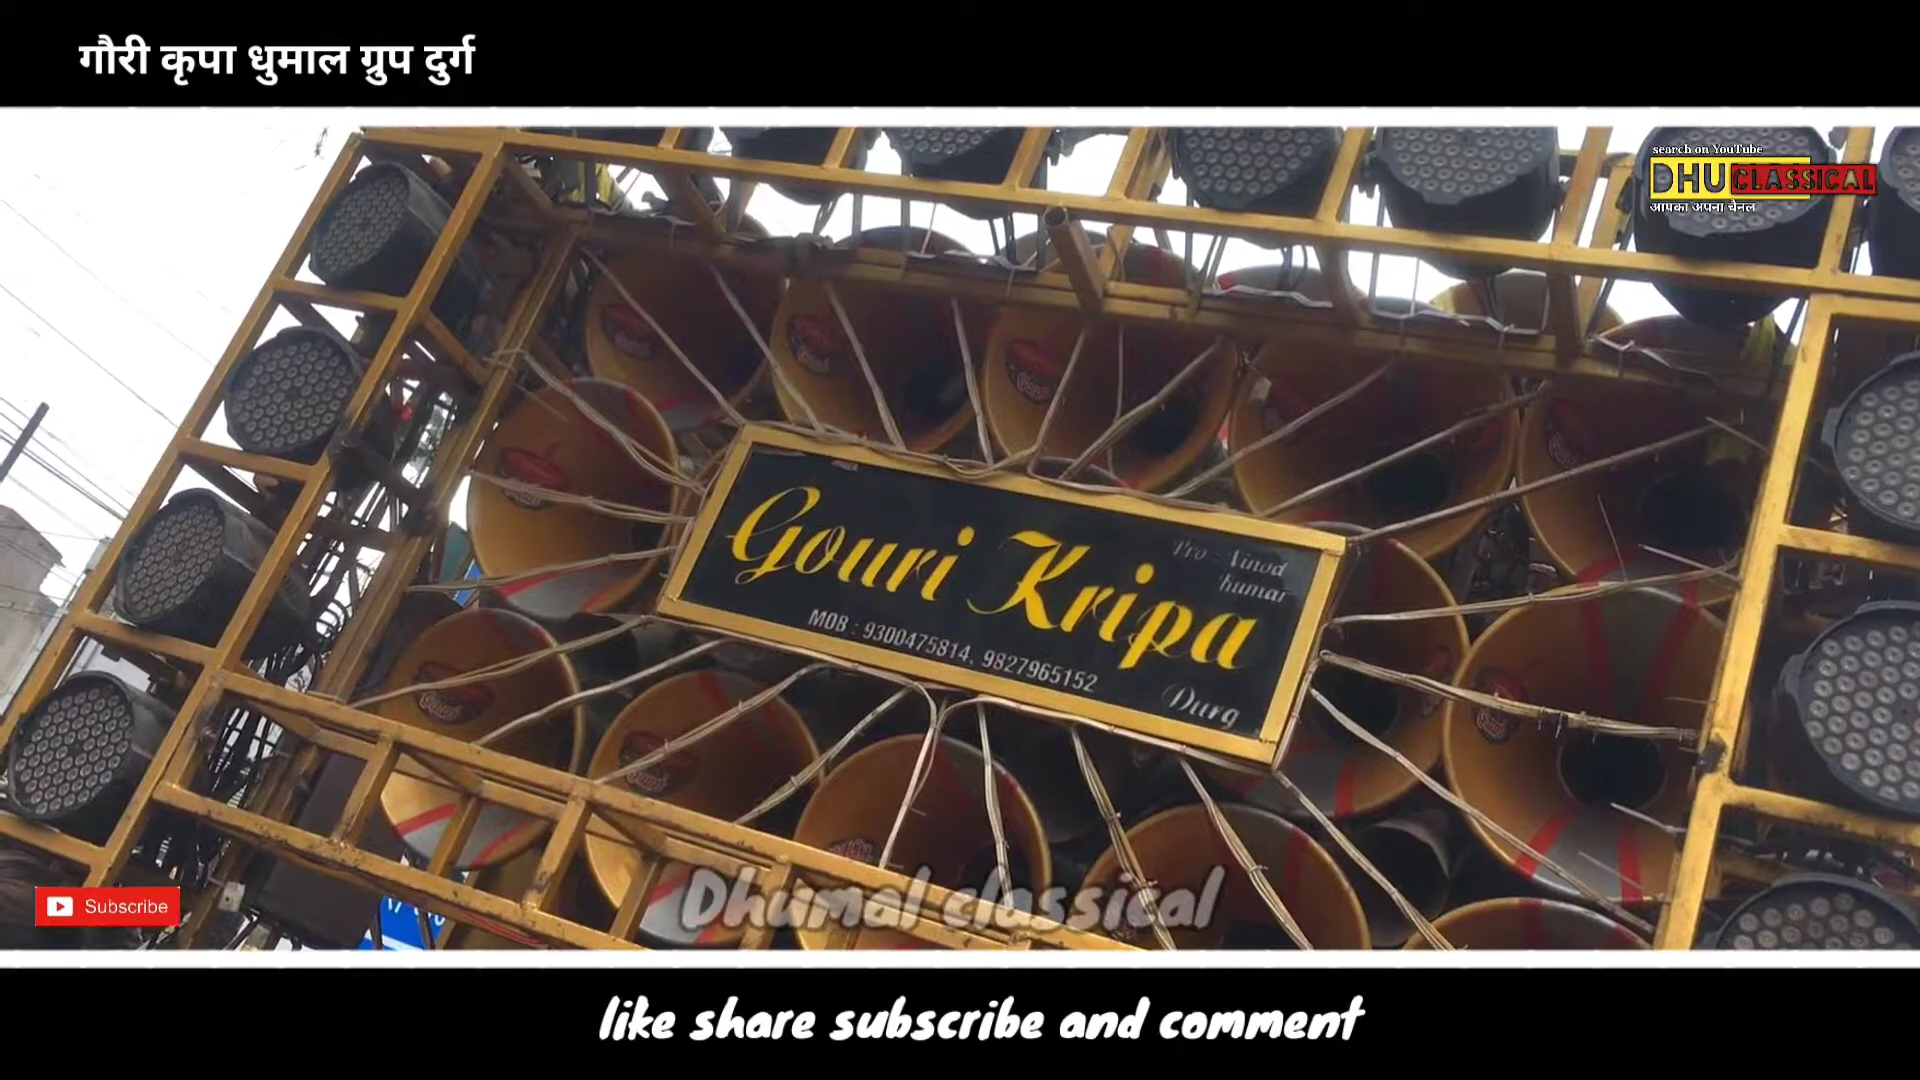 गौरी कृपा धुमाल ग्रुप दुर्ग
search on YouTube
DHU CLASSICAL
आपका अपना चैनल
Gouri Kripa
Pro : Vinod
MOB : 9300475814, 9827965152
Durg
Subscribe
Dhumal classical
like share subscribe and comment